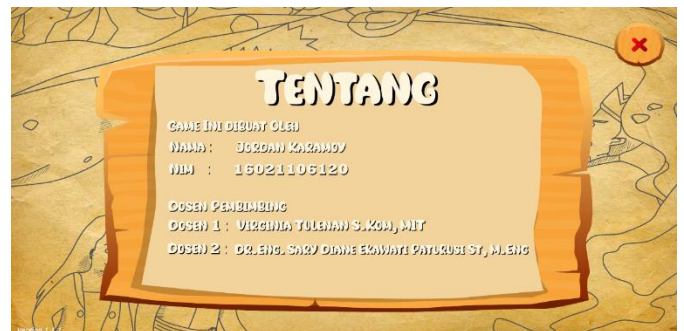 TENTANG
GAME INI DIBUAT OLEH
NAMA : JORDAN KARAMOY
NIM : 16021106120
DOSEN PEMBIMBING
DOSEN 1 : VIRGINIA TULENAN S.KOM, MIT
DOSEN 2 : DR.ENG. SARY DIANE EKAWATI PATURUSI ST, M.ENG